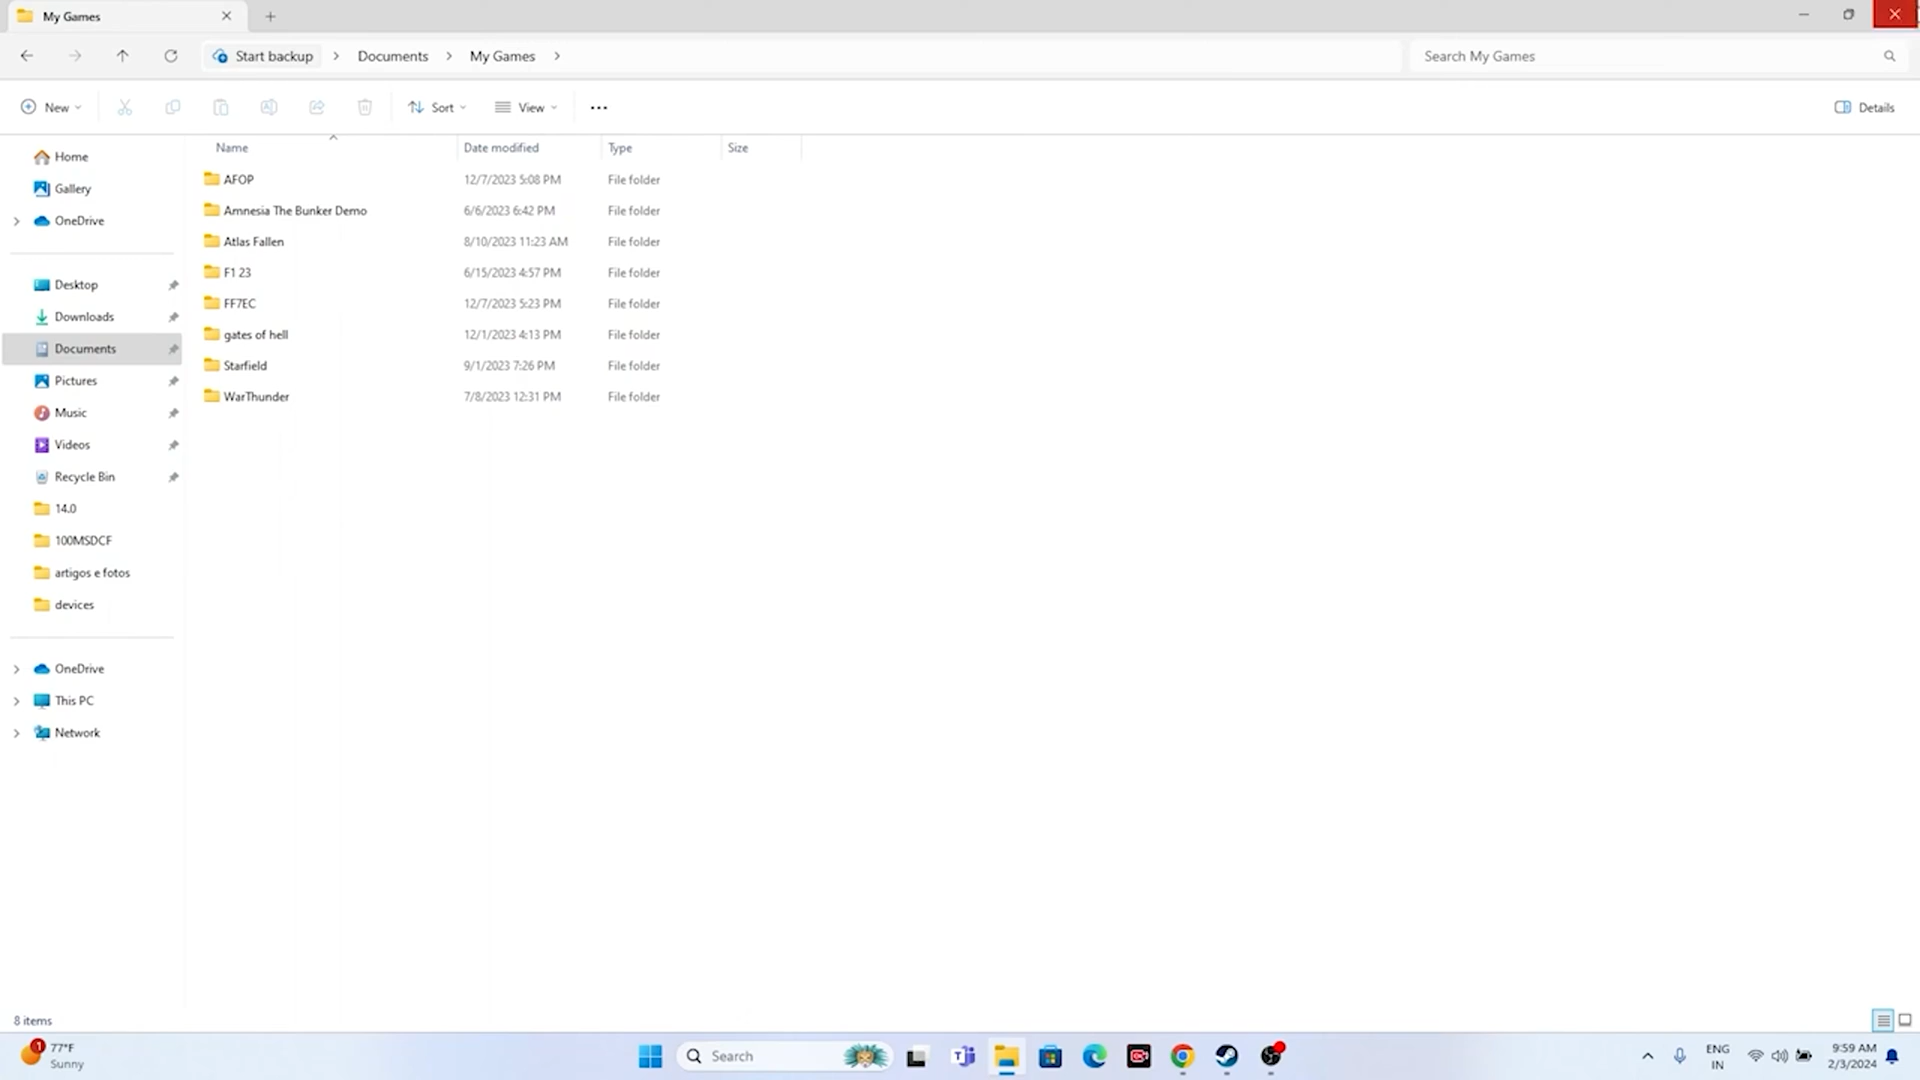 My Games
Start backup > Documents > My Games >
Search My Games
New
Sort
View
Details
Name Date modified Type Size
AFOP 12/7/2023 5:08 PM File folder
Amnesia The Bunker Demo 6/6/2023 6:42 PM File folder
Atlas Fallen 8/10/2023 11:23 AM File folder
F1 23 6/15/2023 4:57 PM File folder
FF7EC 12/7/2023 5:23 PM File folder
gates of hell 12/1/2023 4:13 PM File folder
Starfield 9/1/2023 7:26 PM File folder
WarThunder 7/8/2023 12:31 PM File folder
Home
Gallery
OneDrive
Desktop
Downloads
Documents
Pictures
Music
Videos
Recycle Bin
14.0
100MSDCF
artigos e fotos
devices
OneDrive
This PC
Network
8 items
1
77°F
Sunny
Search
ENG
IN
9:59 AM
2/3/2024